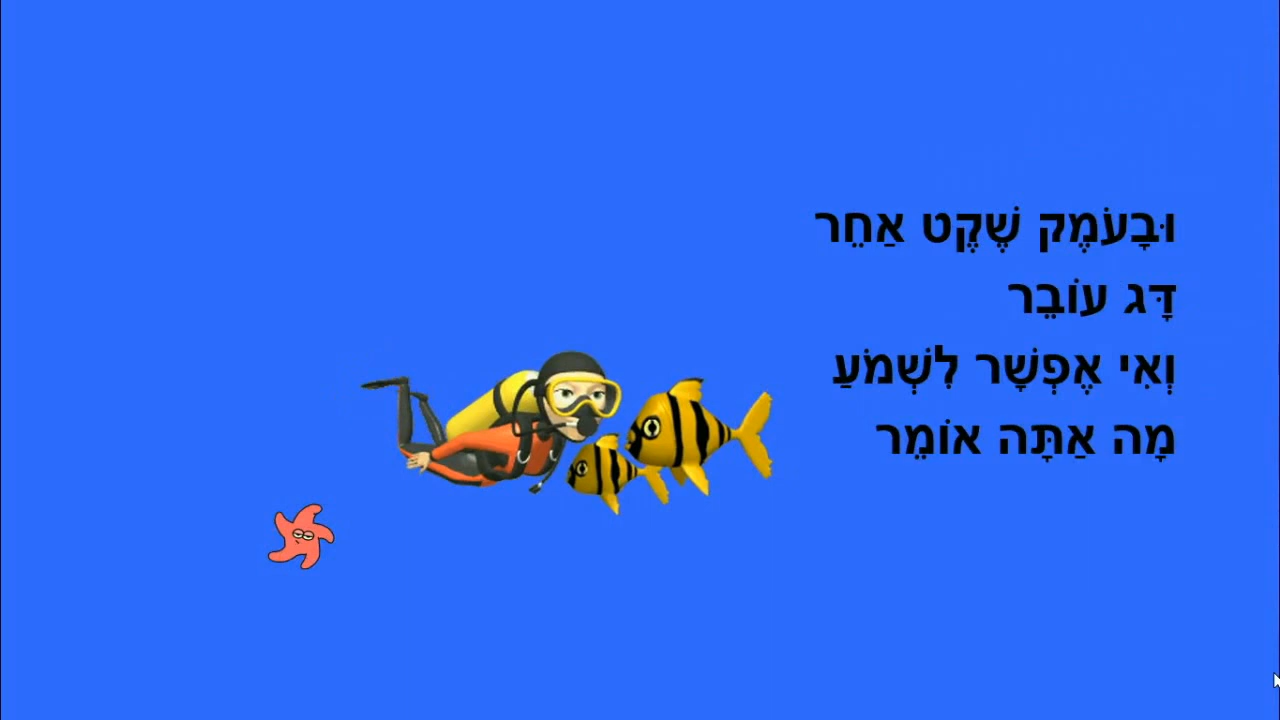 וּבָעֹמֶק שֶׁקֶט אַחֵר
דָּג עוֹבֵר
וְאִי אֶפְשָׁר לִשְׁמֹעַ
מָה אַתָּה אוֹמֵר